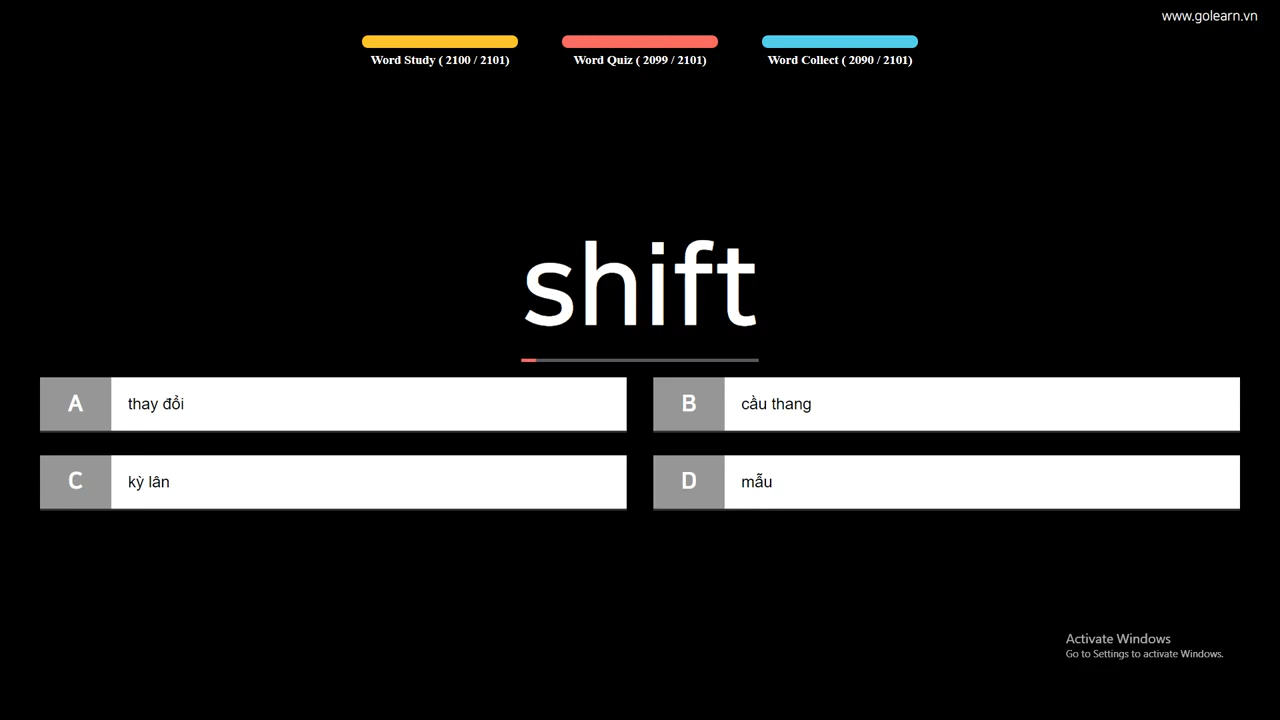 www.golearn.vn
Word Study ( 2100 / 2101)
Word Quiz ( 2099 / 2101)
Word Collect ( 2090 / 2101)
shift
A thay đổi
B cầu thang
C kỳ lân
D mẫu
Activate Windows
Go to Settings to activate Windows.